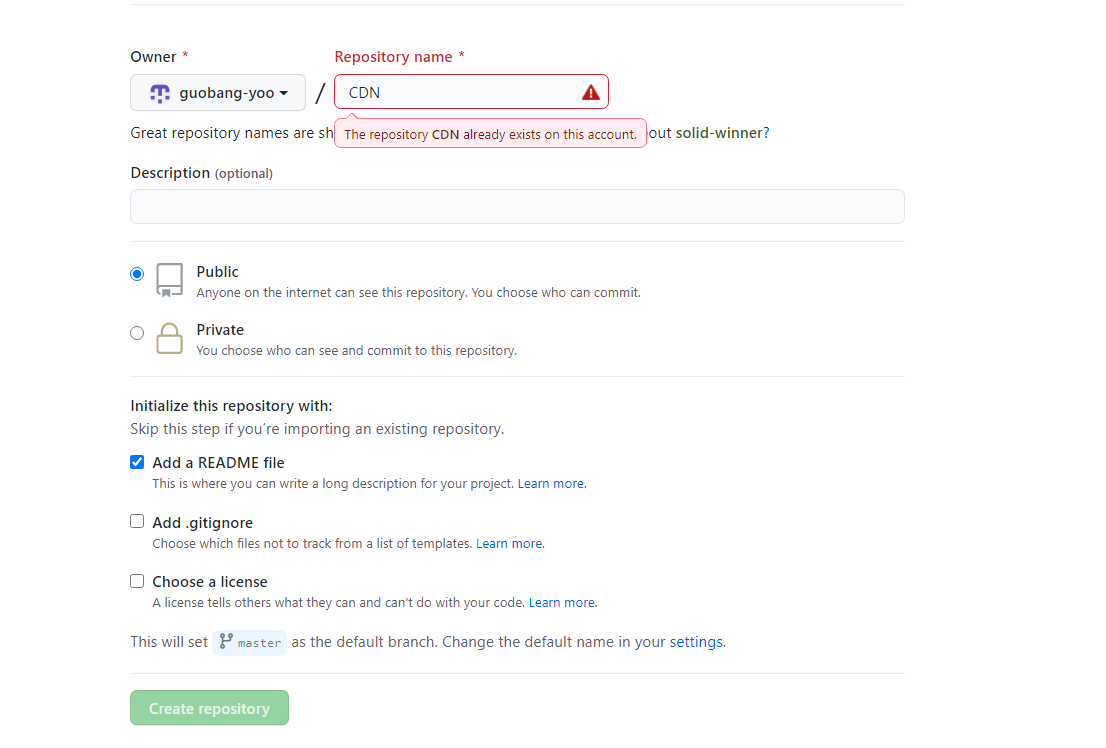 Owner *
Repository name *
guobang-yoo
/
CDN
Great repository names are sh
The repository CDN already exists on this account.
out solid-winner?
Description (optional)
Public
Anyone on the internet can see this repository. You choose who can commit.
Private
You choose who can see and commit to this repository.
Initialize this repository with:
Skip this step if you’re importing an existing repository.
Add a README file
This is where you can write a long description for your project. Learn more.
Add .gitignore
Choose which files not to track from a list of templates. Learn more.
Choose a license
A license tells others what they can and can't do with your code. Learn more.
This will set master as the default branch. Change the default name in your settings.
Create repository